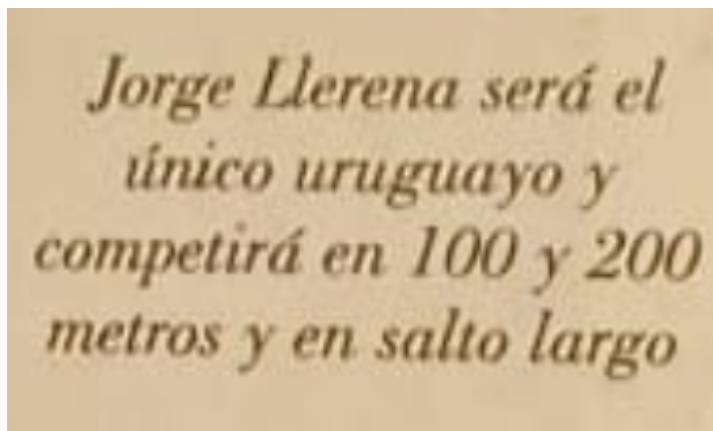 Jorge Llerena será el
único uruguayo y
competirá en 100 y 200
metros y en salto largo